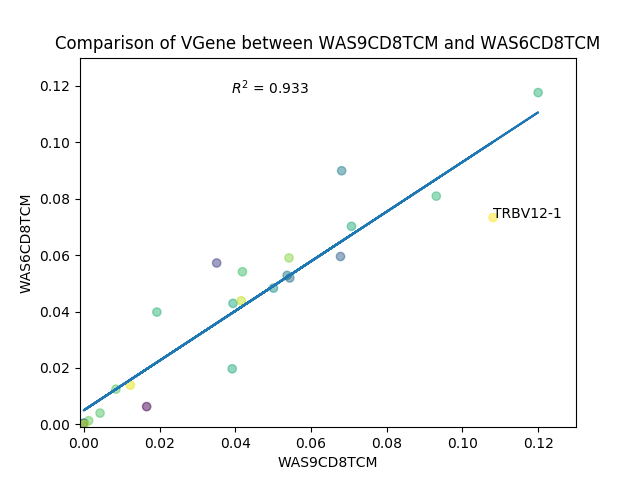 Comparison of VGene between WAS9CD8TCM and WAS6CD8TCM
R² = 0.933
TRBV12-1
WAS6CD8TCM
0.12
0.10
0.08
0.06
0.04
0.02
0.00
0.00 0.02 0.04 0.06 0.08 0.10 0.12
WAS9CD8TCM